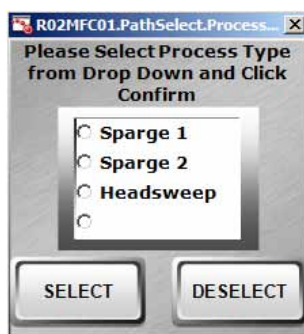 R02MFC01.PathSelect.Process...
Please Select Process Type
from Drop Down and Click
Confirm
Sparge 1
Sparge 2
Headsweep
SELECT
DESELECT